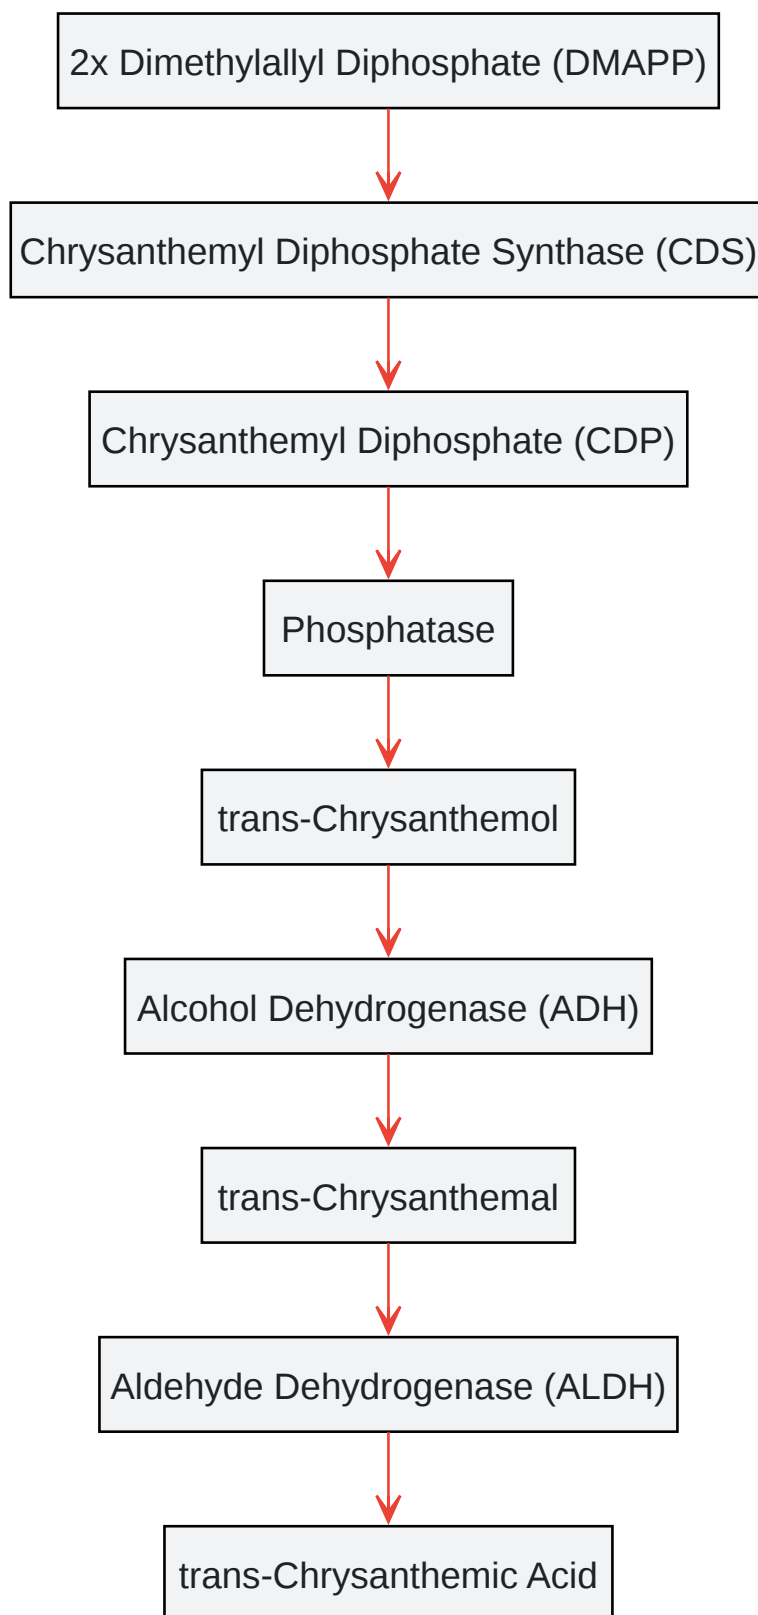 2x Dimethylallyl Diphosphate (DMAPP)
Chrysanthemyl Diphosphate Synthase (CDS)
Chrysanthemyl Diphosphate (CDP)
Phosphatase
trans-Chrysanthemol
Alcohol Dehydrogenase (ADH)
trans-Chrysanthemal
Aldehyde Dehydrogenase (ALDH)
trans-Chrysanthemic Acid